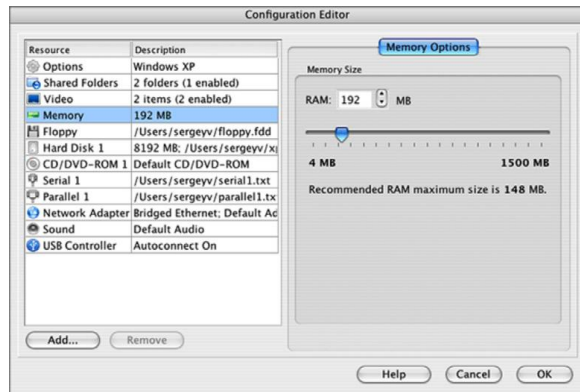 Configuration Editor
Resource Description
Options Windows XP
Shared Folders 2 folders (1 enabled)
Video 2 items (2 enabled)
Memory 192 MB
Floppy /Users/sergeyv/floppy.fdd
Hard Disk 1 8192 MB; /Users/sergeyv/x
CD/DVD-ROM 1 Default CD/DVD-ROM
Serial 1 /Users/sergeyv/serial1.txt
Parallel 1 /Users/sergeyv/parallel1.tx
Network Adapter Bridged Ethernet; Default Ad
Sound Default Audio
USB Controller Autoconnect On
Add... Remove
Memory Options
Memory Size
RAM: 192 MB
4 MB 1500 MB
Recommended RAM maximum size is 148 MB.
Help Cancel OK